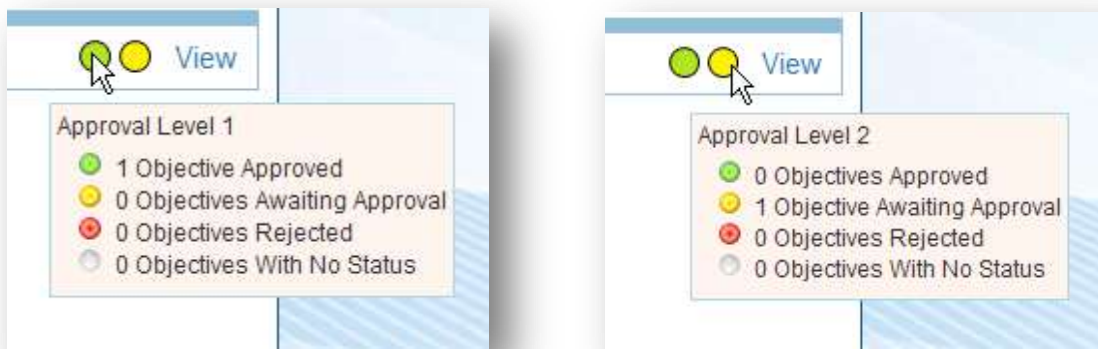 View
Approval Level 1
1 Objective Approved
0 Objectives Awaiting Approval
0 Objectives Rejected
0 Objectives With No Status
View
Approval Level 2
0 Objectives Approved
1 Objective Awaiting Approval
0 Objectives Rejected
0 Objectives With No Status